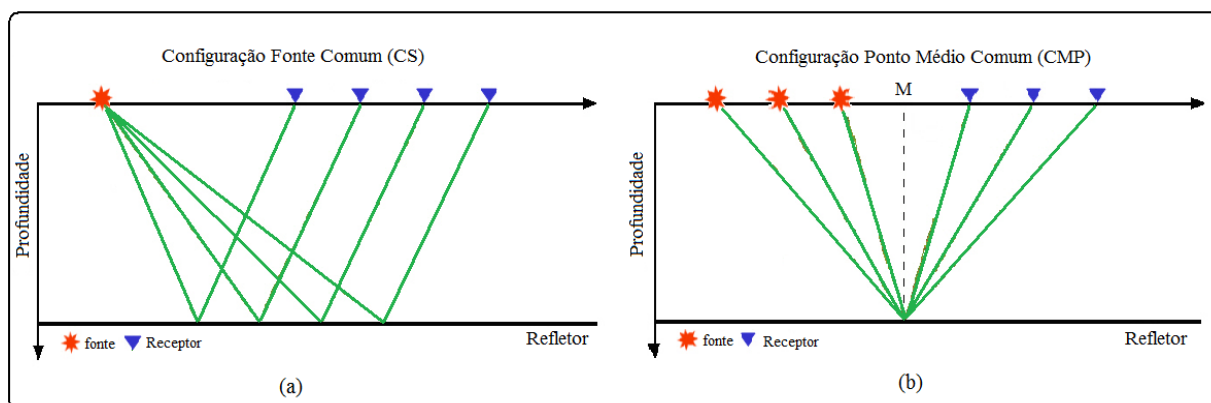 Configuração Fonte Comum (CS)
Profundidade
fonte
Receptor
Refletor
(a)
Configuração Ponto Médio Comum (CMP)
M
Profundidade
fonte
Receptor
Refletor
(b)